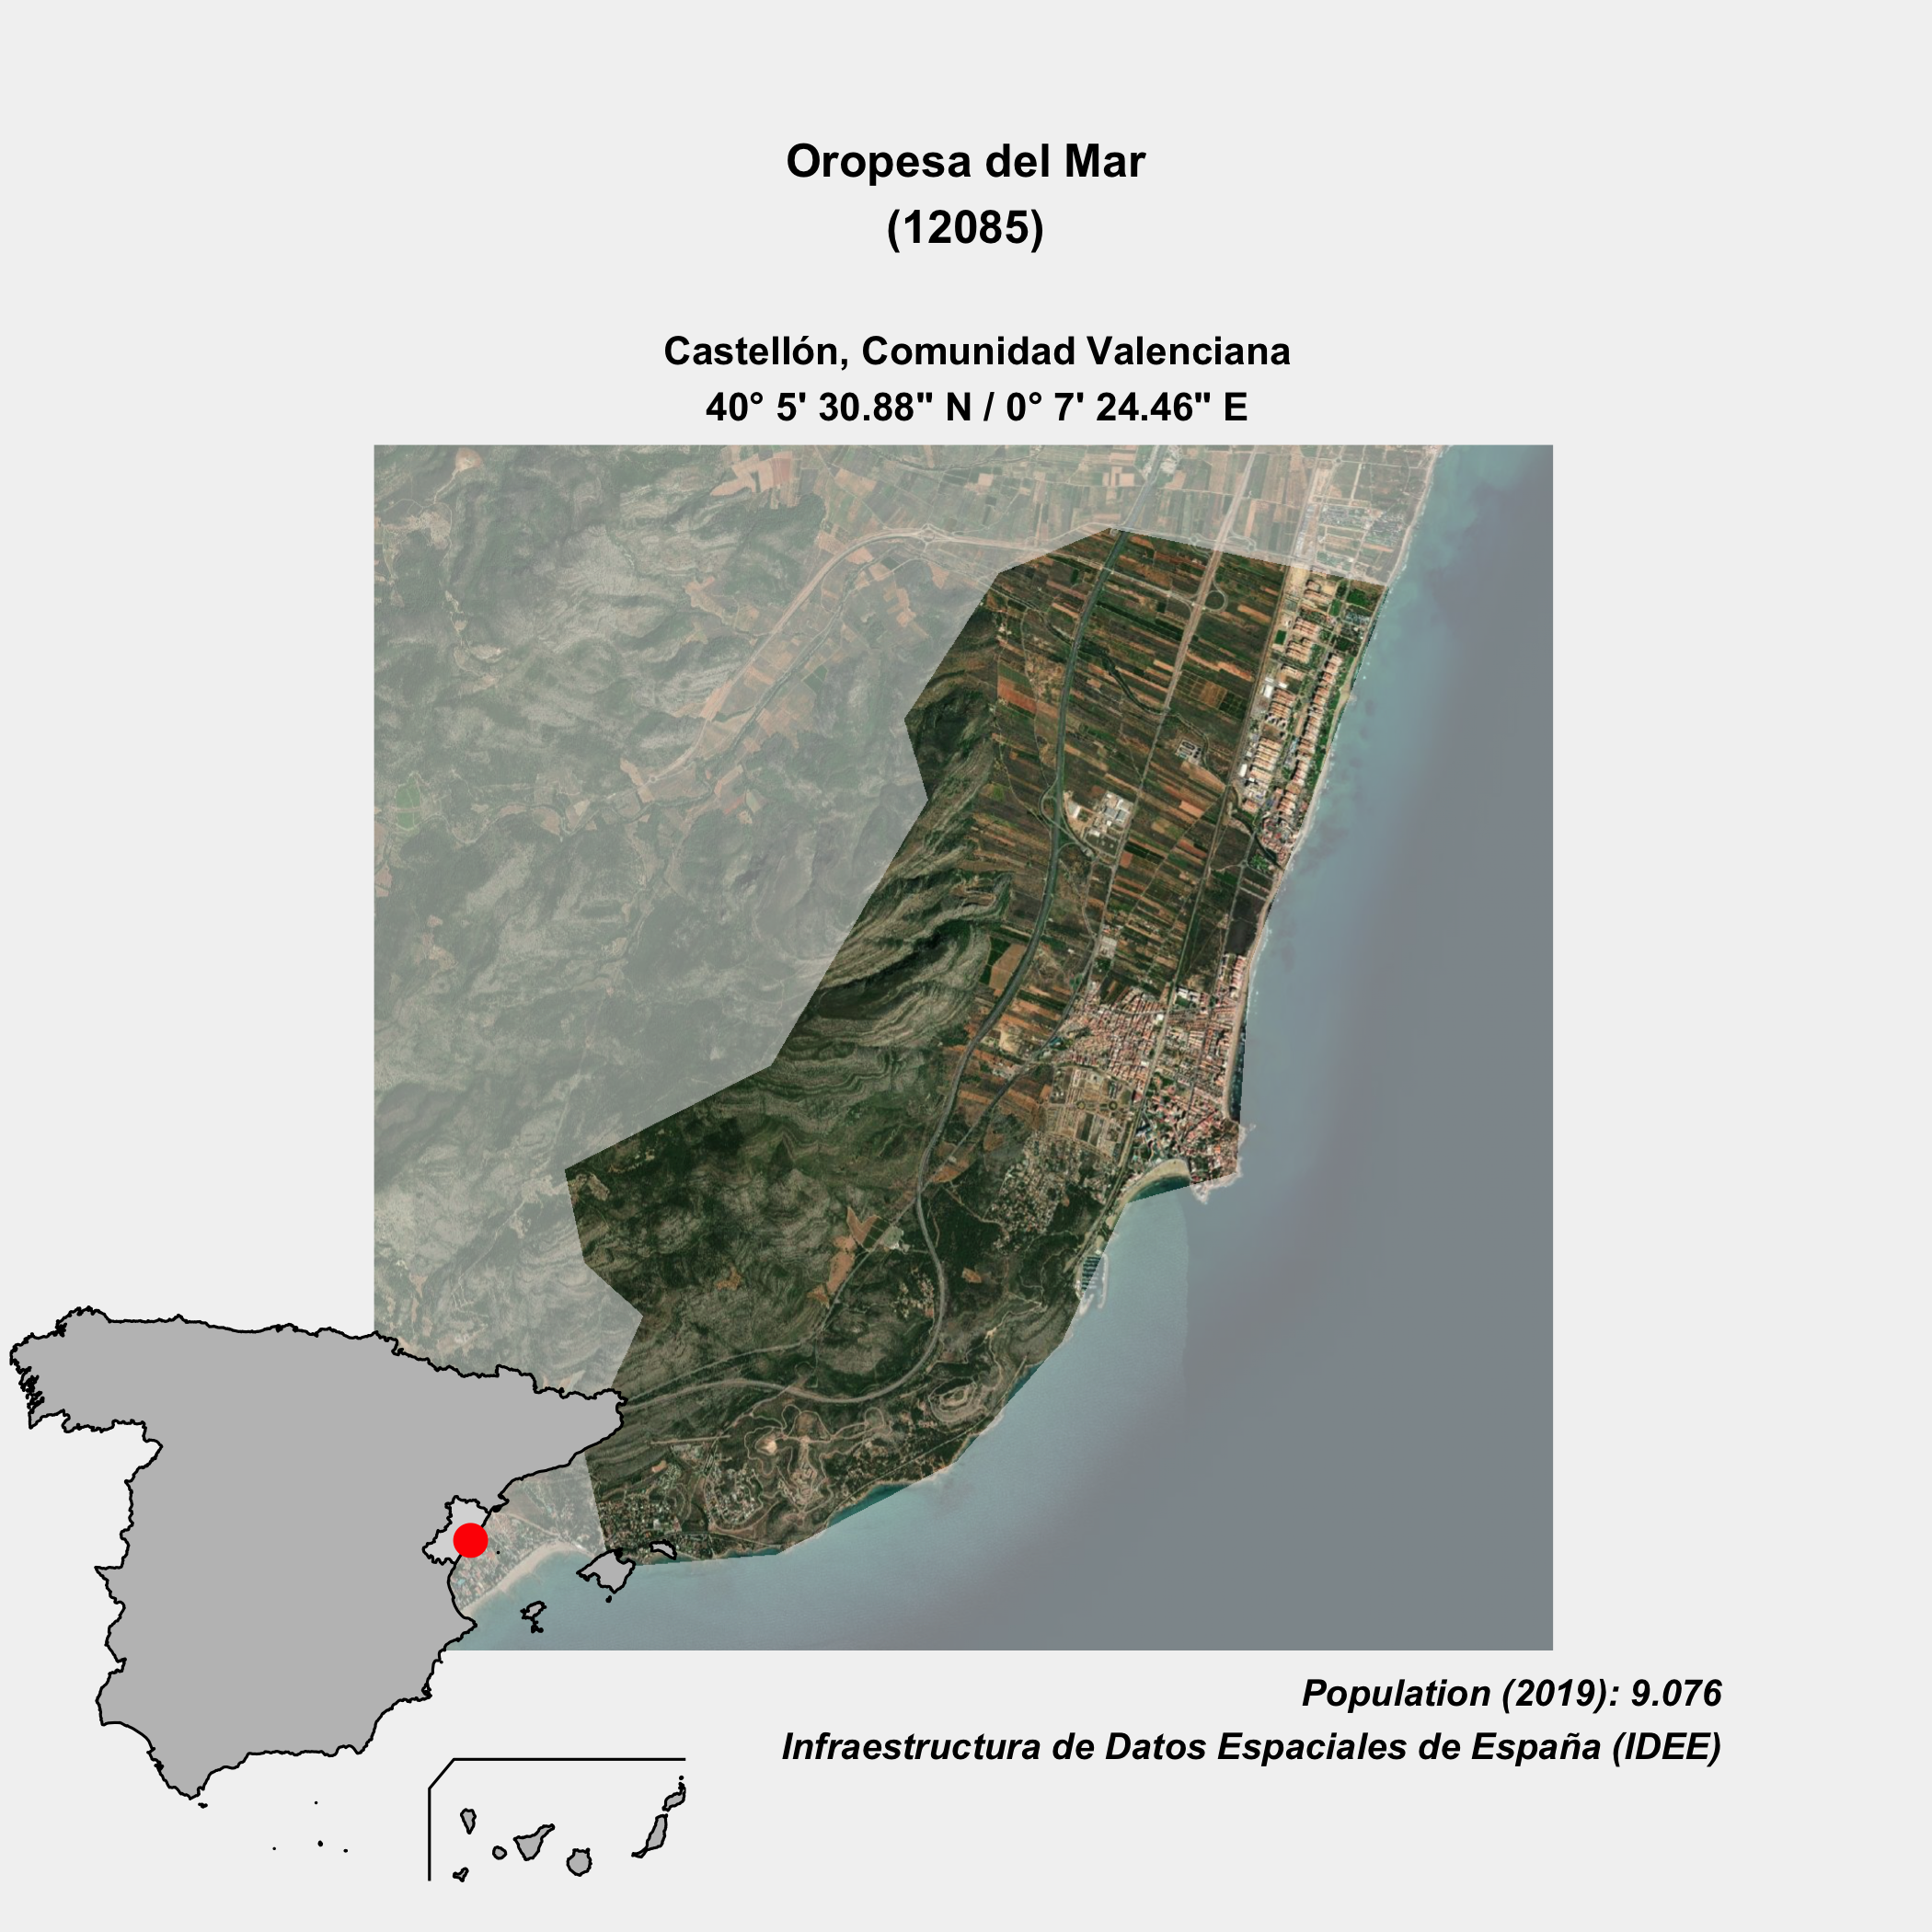 Oropesa del Mar
(12085)
Castellón, Comunidad Valenciana
40° 5' 30.88" N / 0° 7' 24.46" E
Population (2019): 9.076
Infraestructura de Datos Espaciales de España (IDEE)